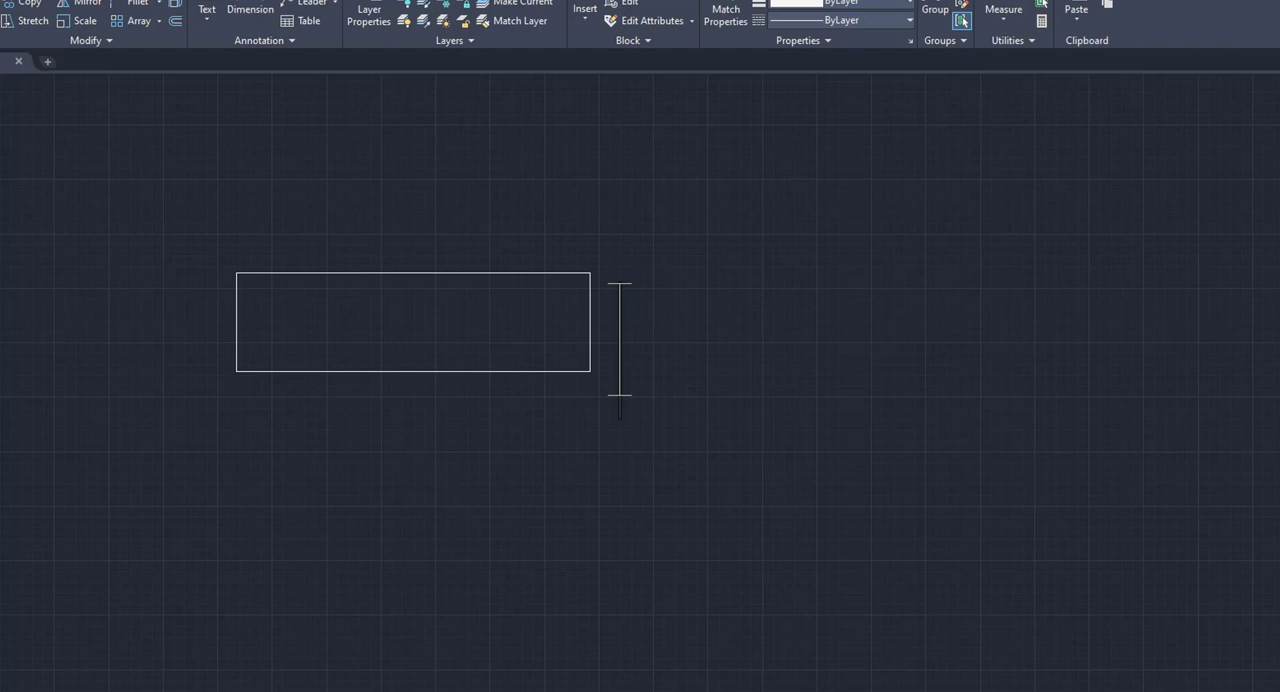 Copy Mirror Fillet Text Dimension Leader Layer Properties Make Current Insert Edit Match Properties ByLayer Group Measure Paste
Stretch Scale Array Table Match Layer Edit Attributes ByLayer
Modify Annotation Layers Block Properties Groups Utilities Clipboard